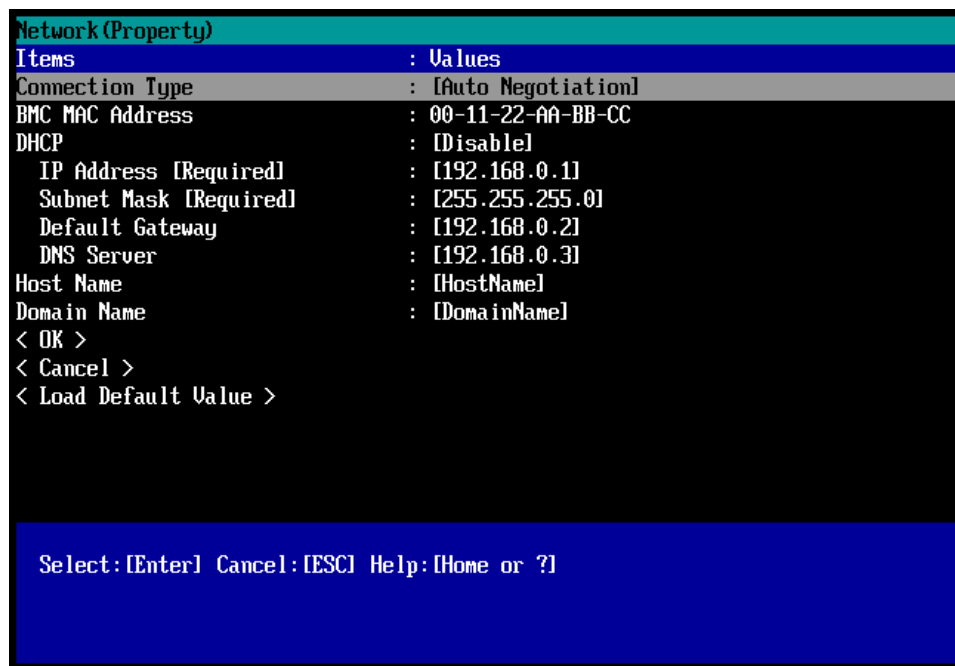 Network(Property)
Items : Values
Connection Type : [Auto Negotiation]
BMC MAC Address : 00-11-22-AA-BB-CC
DHCP : [Disable]
IP Address [Required] : [192.168.0.1]
Subnet Mask [Required] : [255.255.255.0]
Default Gateway : [192.168.0.2]
DNS Server : [192.168.0.3]
Host Name : [HostName]
Domain Name : [DomainName]
< OK >
< Cancel >
< Load Default Value >
Select:[Enter] Cancel:[ESC] Help:[Home or ?]